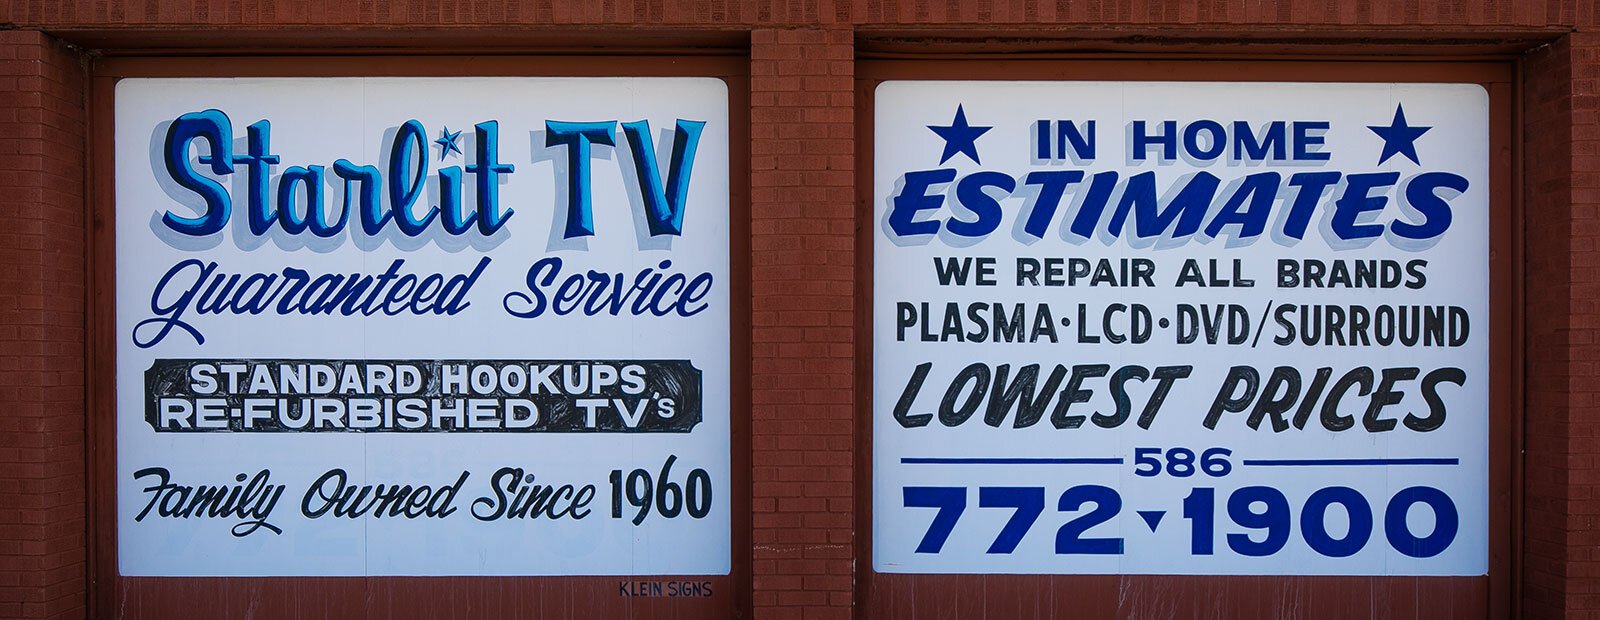 Starlit TV
Guaranteed Service
STANDARD HOOKUPS
RE-FURBISHED TV's
Family Owned Since 1960
KLEIN SIGNS
IN HOME
ESTIMATES
WE REPAIR ALL BRANDS
PLASMA·LCD·DVD/SURROUND
LOWEST PRICES
586
772 1900